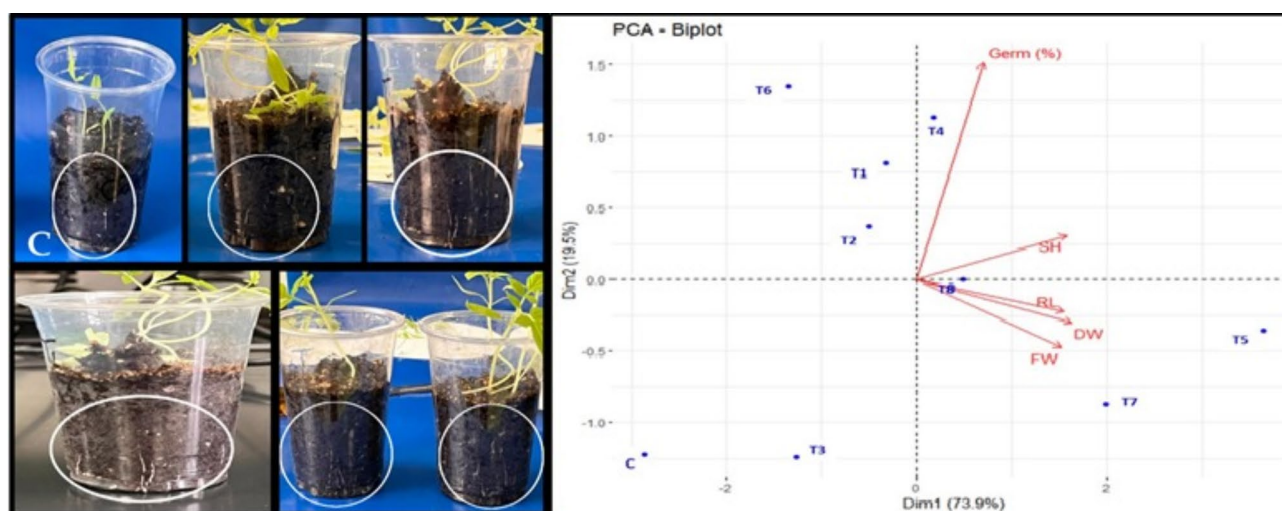 C
PCA - Biplot
Germ (%)
T6
T4
T1
T2
SH
T8
RL
DW
FW
T5
T7
T3
C
1.5
1.0
0.5
0.0
-0.5
-1.0
Dim2 (19.5%)
-2
0
2
Dim1 (73.9%)